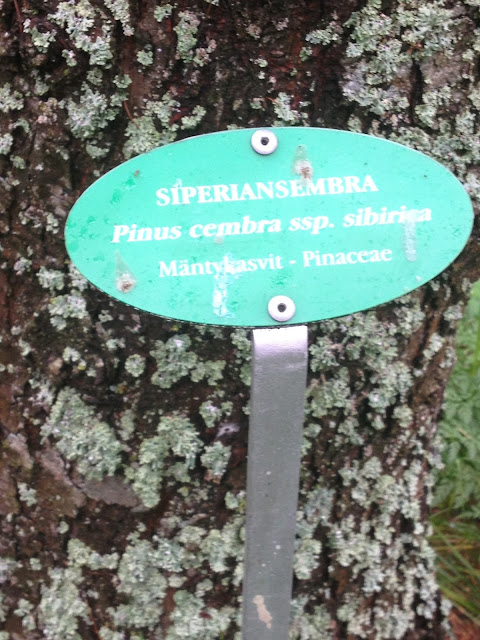 SIPERIANSEMBRA
Pinus cembra ssp. sibirica
Mäntykasvit - Pinaceae